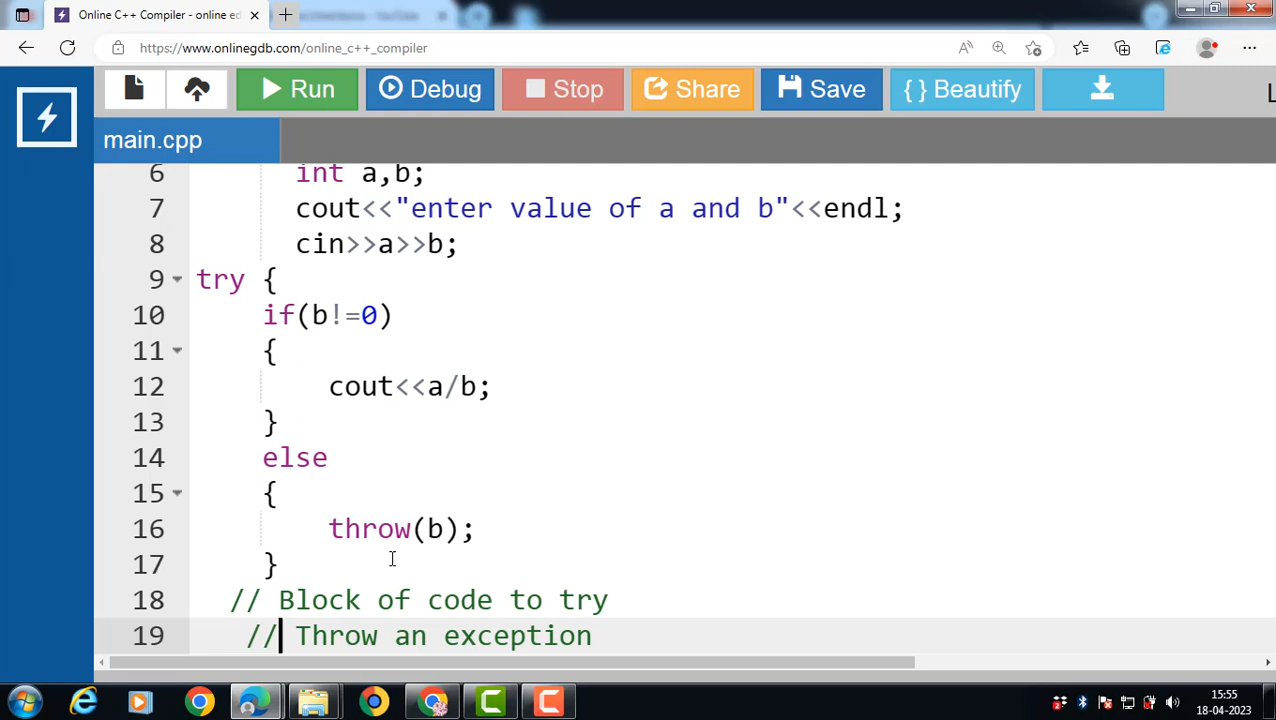 Online C++ Compiler - online ed
https://www.onlinegdb.com/online_c++_compiler
Run Debug Stop Share Save { } Beautify L
main.cpp
6 int a,b;
7 cout<<"enter value of a and b"<<endl;
8 cin>>a>>b;
9 try {
10 if(b!=0)
11 {
12 cout<<a/b;
13 }
14 else
15 {
16 throw(b);
17 }
18 // Block of code to try
19 // Throw an exception
15:55
18-04-2023